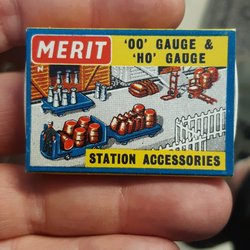 MERIT
'OO' GAUGE &
'HO' GAUGE
STATION ACCESSORIES